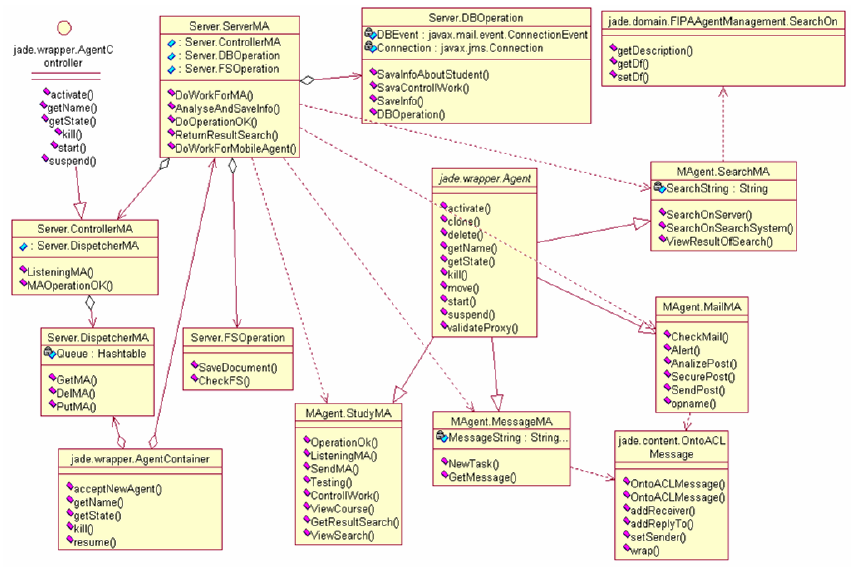 jade.wrapper.AgentC
ontroller
activate()
getName()
getState()
kill()
start()
suspend()
Server.ServerMA
: Server.ControllerMA
: Server.DBOperation
: Server.FSOperation
DoWorkForMA()
AnalyseAndSaveInfo()
DoOperationOK()
ReturnResultSearch()
DoWorkForMobileAgent()
Server.DBOperation
DBEvent : javax.mail.event.ConnectionEvent
Connection : javax.jms.Connection
SavaInfoAboutStudent()
SavaControllWork()
SaveInfo()
DBOperation()
jade.domain.FIPAAgentManagement.SearchOn
getDescription()
getDf()
setDf()
MAgent.SearchMA
SearchString : String
SearchOnServer()
SearchOnSearchSystem()
ViewResultOffSearch()
jade.wrapper.Agent
activate()
clone()
delete()
getName()
getState()
kill()
move()
start()
suspend()
validateProxy()
Server.ControllerMA
: Server.DispetcherMA
ListeningMA()
MAOperationOK()
Server.DispetcherMA
Queue : Hashtable
GetMA()
DelMA()
PutMA()
Server.FSOperation
SaveDocument()
CheckFS()
MAgent.MailMA
CheckMail()
Alert()
AnalizePost()
SecurePost()
SendPost()
opname()
MAgent.StudyMA
OperationOk()
ListeningMA()
SendMA()
Testing()
ControllWork()
ViewCourse()
GetResultSearch()
ViewSearch()
MAgent.MessageMA
MessageString : String...
NewTask()
GetMessage()
jade.content.OntoACL
Message
OntoACLMessage()
OntoACLMessage()
addReceiver()
addReplyTo()
setSender()
wrap()
jade.wrapper.AgentContainer
acceptNewAgent()
getName()
getState()
kill()
resume()